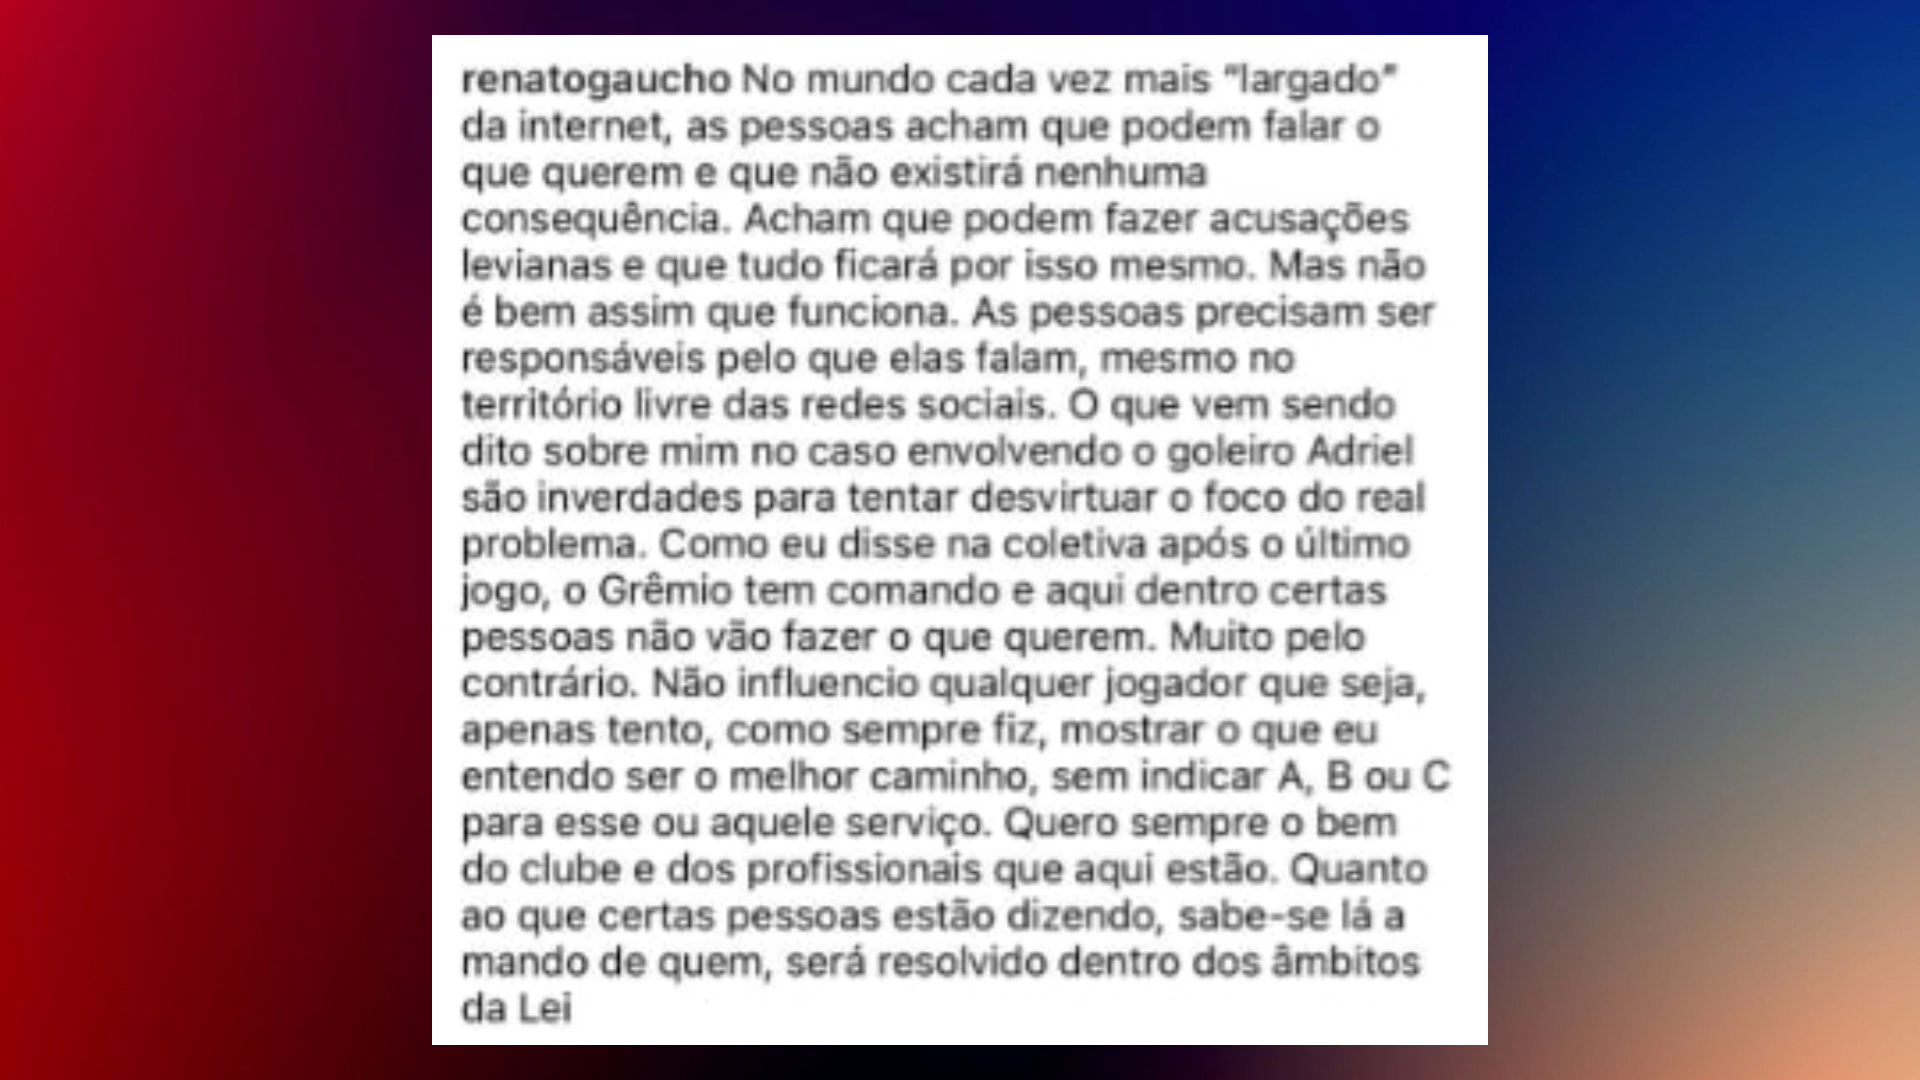 renatogaucho No mundo cada vez mais “largado”
da internet, as pessoas acham que podem falar o
que querem e que não existirá nenhuma
consequência. Acham que podem fazer acusações
levianas e que tudo ficará por isso mesmo. Mas não
é bem assim que funciona. As pessoas precisam ser
responsáveis pelo que elas falam, mesmo no
território livre das redes sociais. O que vem sendo
dito sobre mim no caso envolvendo o goleiro Adriel
são inverdades para tentar desvirtuar o foco do real
problema. Como eu disse na coletiva após o último
jogo, o Grêmio tem comando e aqui dentro certas
pessoas não vão fazer o que querem. Muito pelo
contrário. Não influencio qualquer jogador que seja,
apenas tento, como sempre fiz, mostrar o que eu
entendo ser o melhor caminho, sem indicar A, B ou C
para esse ou aquele serviço. Quero sempre o bem
do clube e dos profissionais que aqui estão. Quanto
ao que certas pessoas estão dizendo, sabe-se lá a
mando de quem, será resolvido dentro dos âmbitos
da Lei